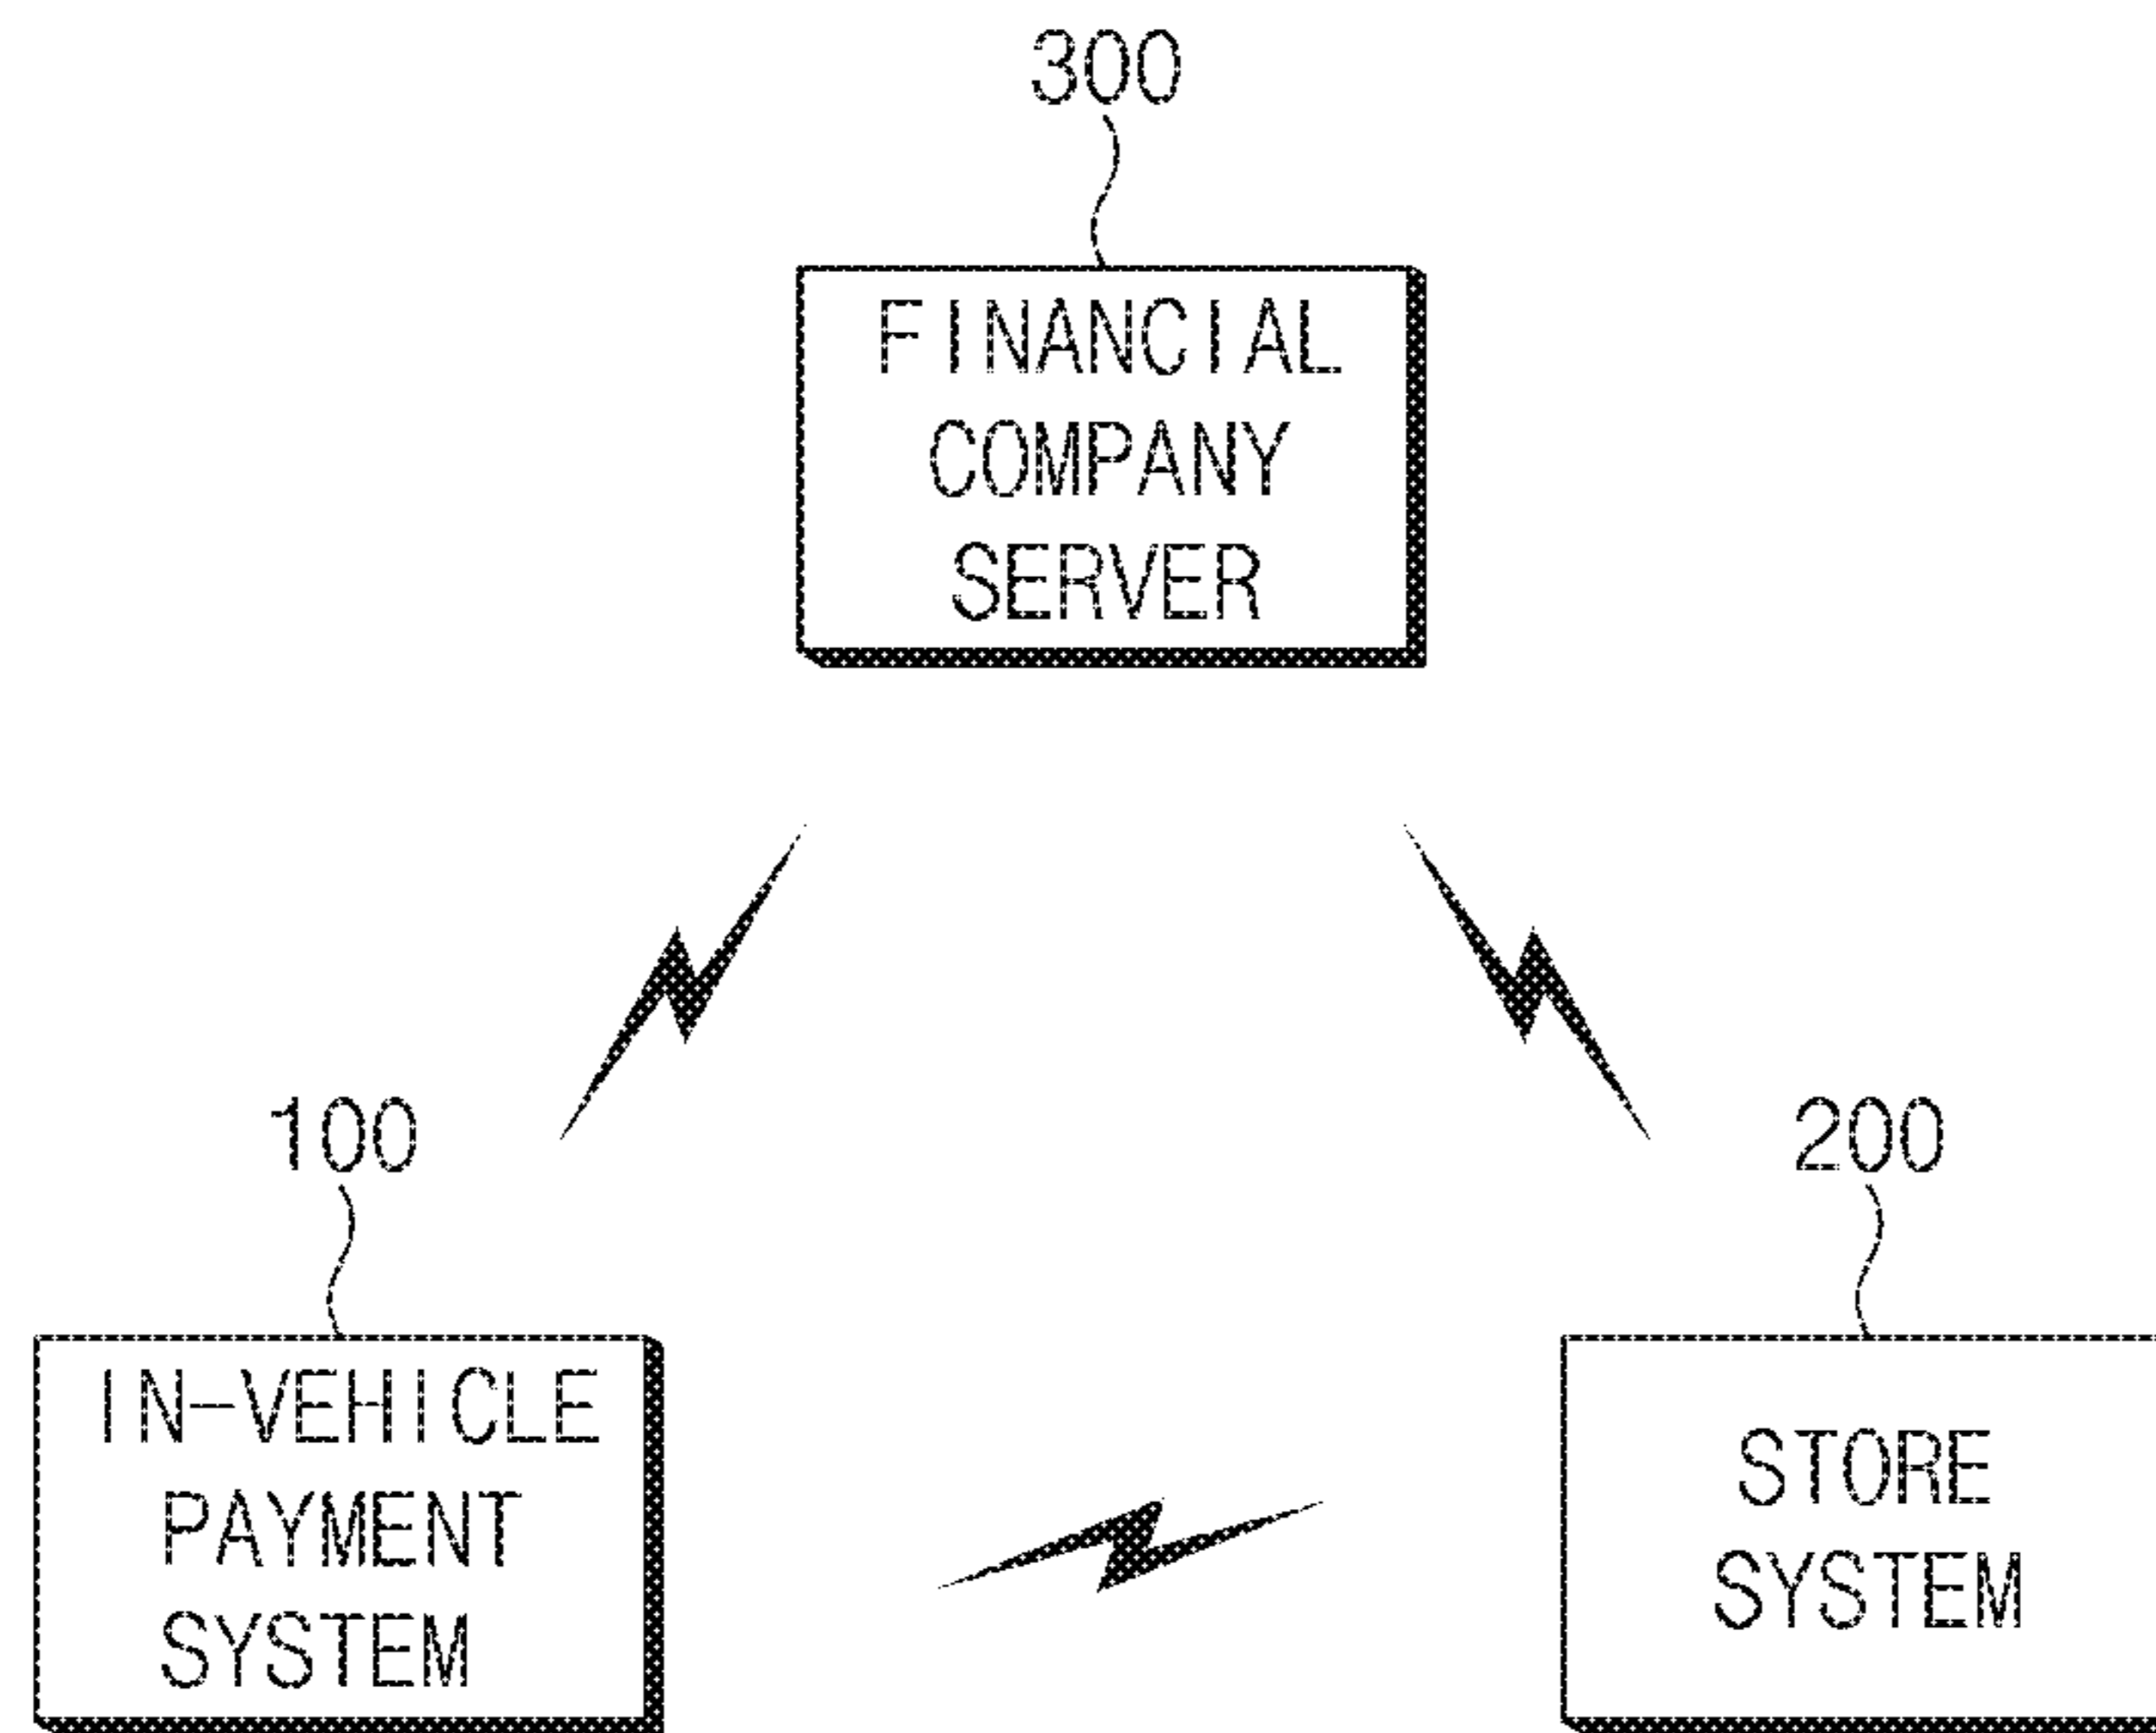 300
FINANCIAL
COMPANY
SERVER
100
200
IN-VEHICLE
PAYMENT
SYSTEM
STORE
SYSTEM